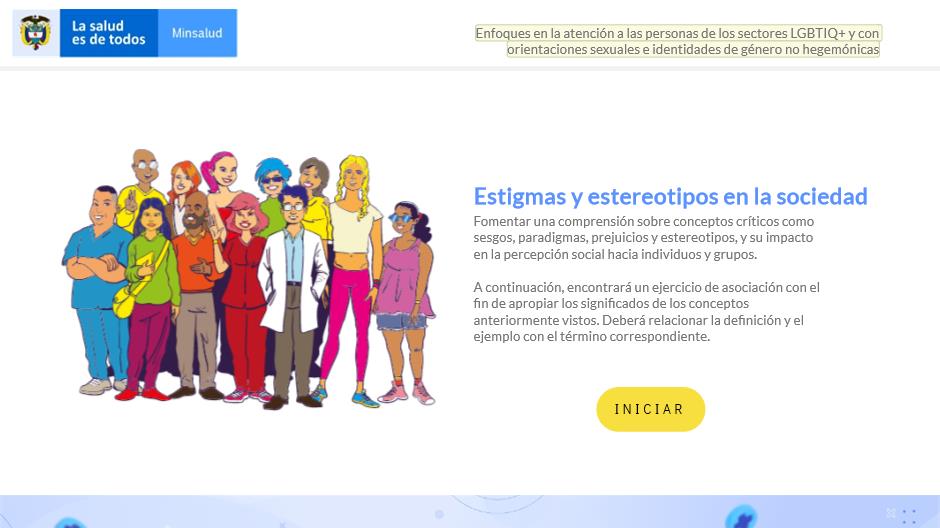 La salud
es de todos
Minsalud
Enfoques en la atención a las personas de los sectores LGBTIQ+ y con
orientaciones sexuales e identidades de género no hegemónicas
Estigmas y estereotipos en la sociedad
Fomentar una comprensión sobre conceptos críticos como
sesgos, paradigmas, prejuicios y estereotipos, y su impacto
en la percepción social hacia individuos y grupos.
A continuación, encontrará un ejercicio de asociación con el
fin de apropiar los significados de los conceptos
anteriormente vistos. Deberá relacionar la definición y el
ejemplo con el término correspondiente.
INICIAR